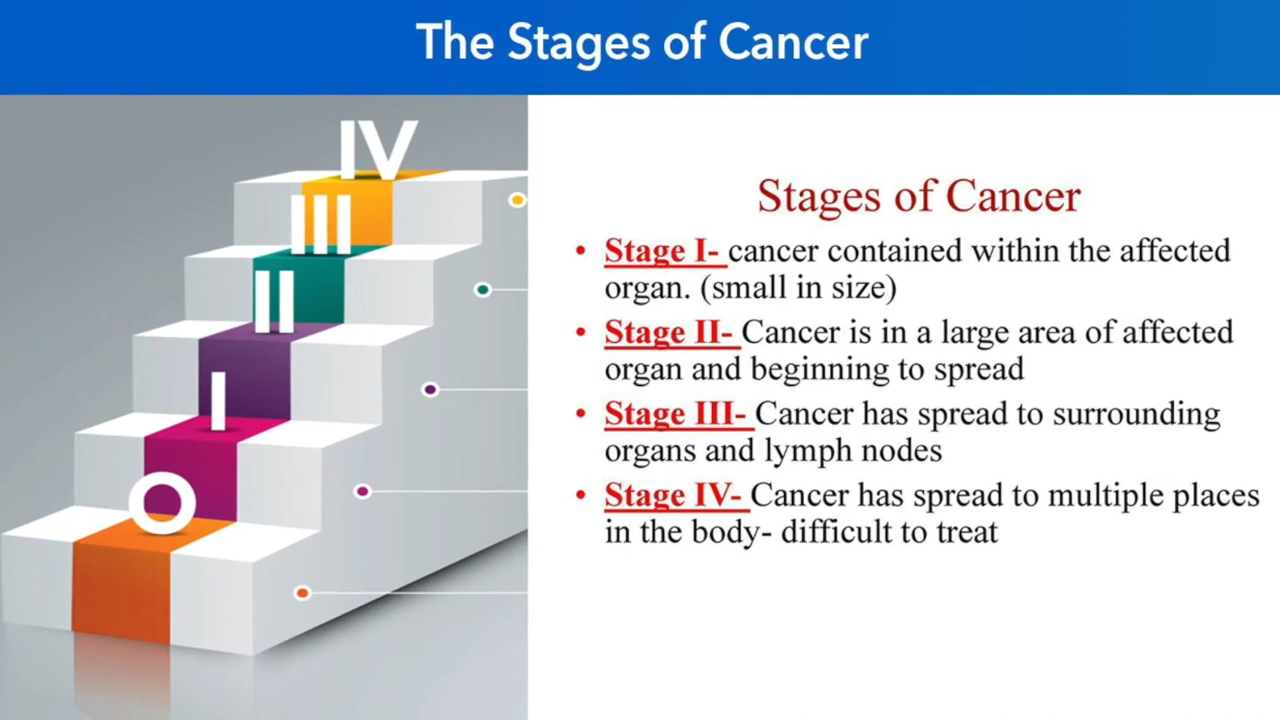 The Stages of Cancer
IV
III
II
I
O
Stages of Cancer
• Stage I- cancer contained within the affected
organ. (small in size)
• Stage II- Cancer is in a large area of affected
organ and beginning to spread
• Stage III- Cancer has spread to surrounding
organs and lymph nodes
• Stage IV- Cancer has spread to multiple places
in the body- difficult to treat